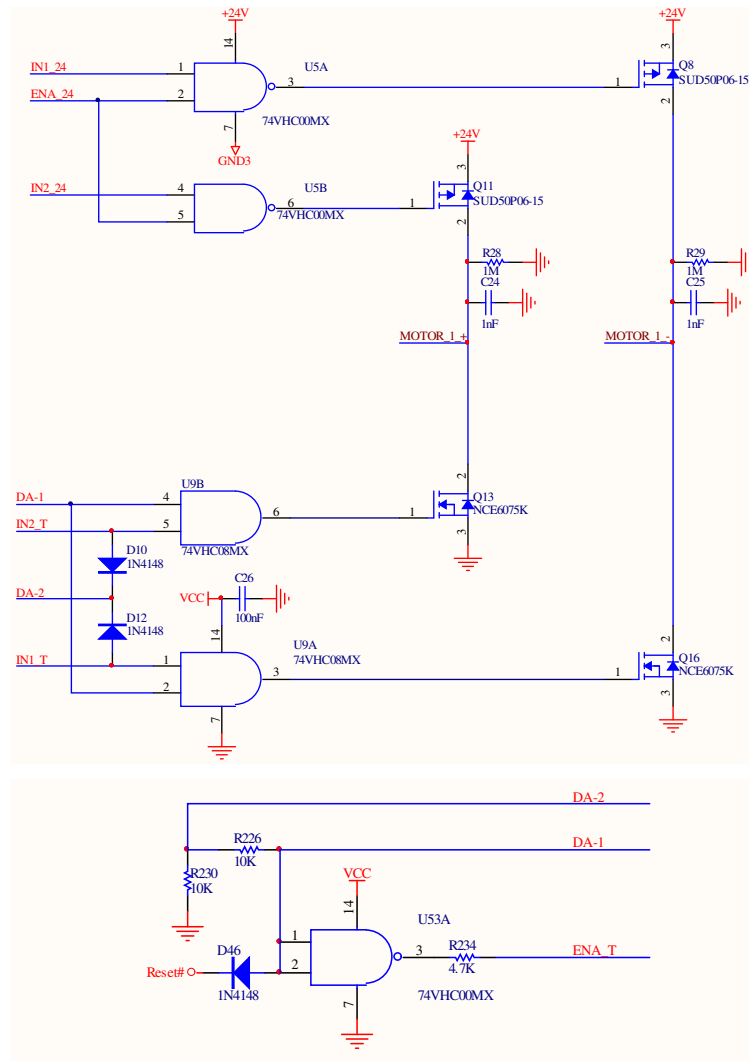 +24V
+24V
14
3
IN1_24
1
U5A
Q8
3
1
SUD50P06-15
ENA_24
2
2
7
74VHC00MX
+24V
GND3
3
IN2_24
4
U5B
Q11
6
1
SUD50P06-15
5
74VHC00MX
2
R28
R29
1M
1M
C24
C25
1nF
1nF
MOTOR_1_+
MOTOR_1_-
U9B
2
DA-1
4
Q13
6
1
NCE6075K
IN2_T
5
74VHC08MX
3
D10
1N4148
C26
DA-2
VCC
100nF
D12
1N4148
14
U9A
2
IN1_T
1
74VHC08MX
Q16
3
1
NCE6075K
2
3
7
DA-2
R226
DA-1
10K
R230
VCC
10K
14
U53A
1
D46
3
R234
ENA_T
Reset#
2
4.7K
1N4148
7
74VHC00MX